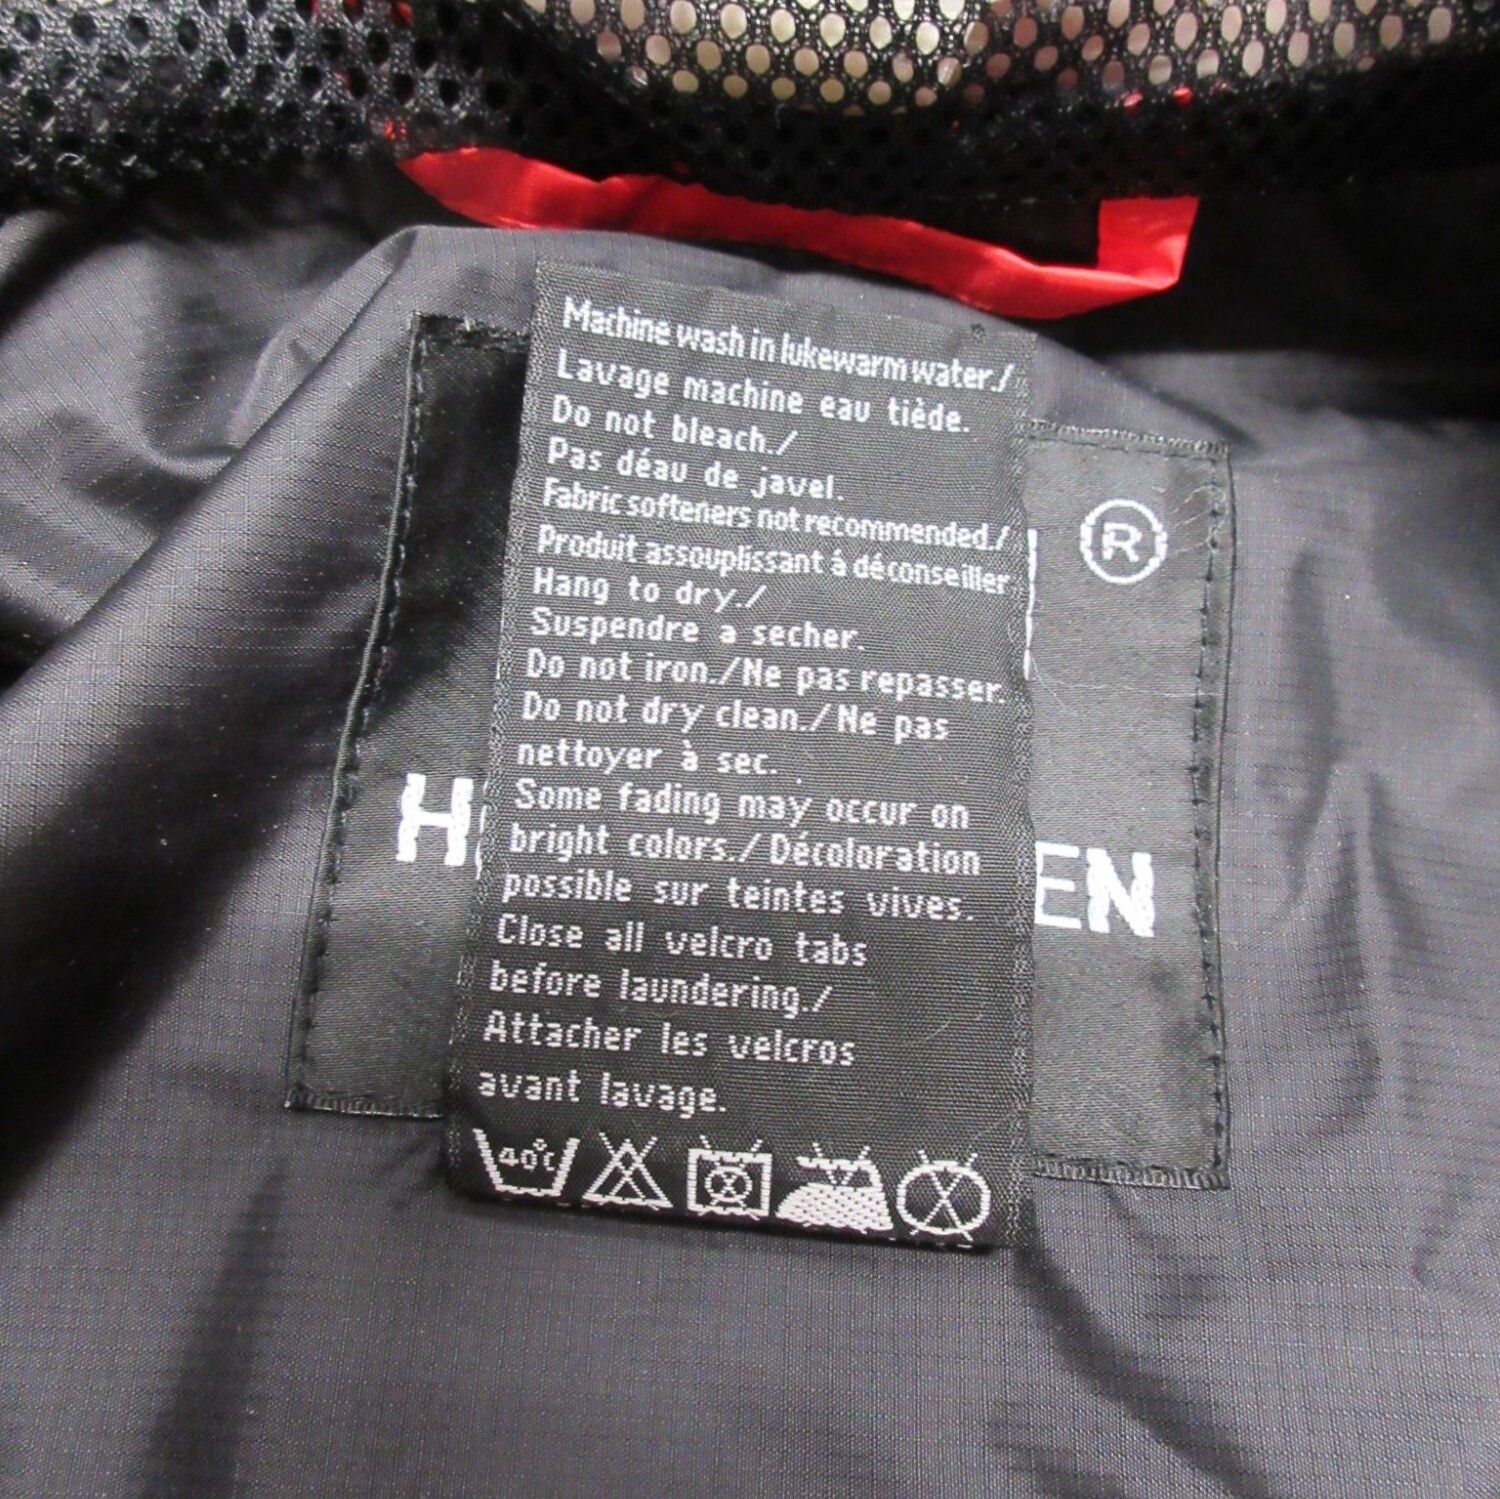 Machine wash in lukewarm water./
Lavage machine eau tiède.
Do not bleach./
Pas déau de javel.
Fabric softeners not recommended./
Produit assouplissant à déconseiller
Hang to dry./
Suspendre a secher.
Do not iron./Ne pas repasser.
Do not dry clean./Ne pas
nettoyer à sec.
Some fading may occur on
bright colors./Décoloration
possible sur teintes vives.
Close all velcro tabs
before laundering./
Attacher les velcros
avant lavage.
40°C
®